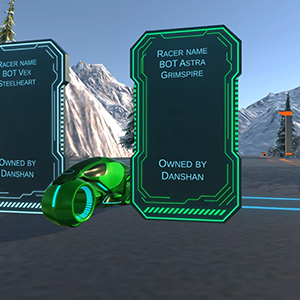 Racer name
BOT Vex
Steelheart
Owned by
Danshan
Racer name
BOT Astra
Grimspire
Owned by
Danshan